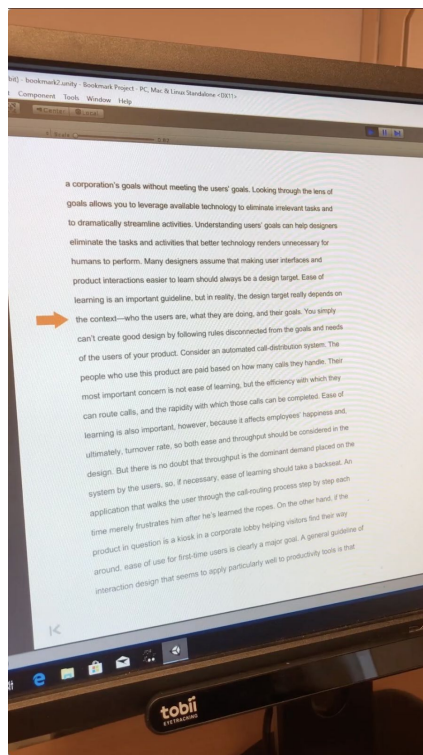 bit] - bookmark2.unity - Bookmark Project - PC, Mac & Linux Standalone <DX11>
Component Tools Window Help
Center Local
Scale
a corporation's goals without meeting the users' goals. Looking through the lens of
goals allows you to leverage available technology to eliminate irrelevant tasks and
to dramatically streamline activities. Understanding users' goals can help designers
eliminate the tasks and activities that better technology renders unnecessary for
humans to perform. Many designers assume that making user interfaces and
product interactions easier to learn should always be a design target. Ease of
learning is an important guideline, but in reality, the design target really depends on
the context—who the users are, what they are doing, and their goals. You simply
can't create good design by following rules disconnected from the goals and needs
of the users of your product. Consider an automated call-distribution system. The
people who use this product are paid based on how many calls they handle. Their
most important concern is not ease of learning, but the efficiency with which they
can route calls, and the rapidity with which those calls can be completed. Ease of
learning is also important, however, because it affects employees' happiness and,
ultimately, turnover rate, so both ease and throughput should be considered in the
design. But there is no doubt that throughput is the dominant demand placed on the
system by the users, so, if necessary, ease of learning should take a backseat. An
application that walks the user through the call-routing process step by step each
time merely frustrates him after he's learned the ropes. On the other hand, if the
product in question is a kiosk in a corporate lobby helping visitors find their way
around, ease of use for first-time users is clearly a major goal. A general guideline of
interaction design that seems to apply particularly well to productivity tools is that
tobii
EYETRACKING